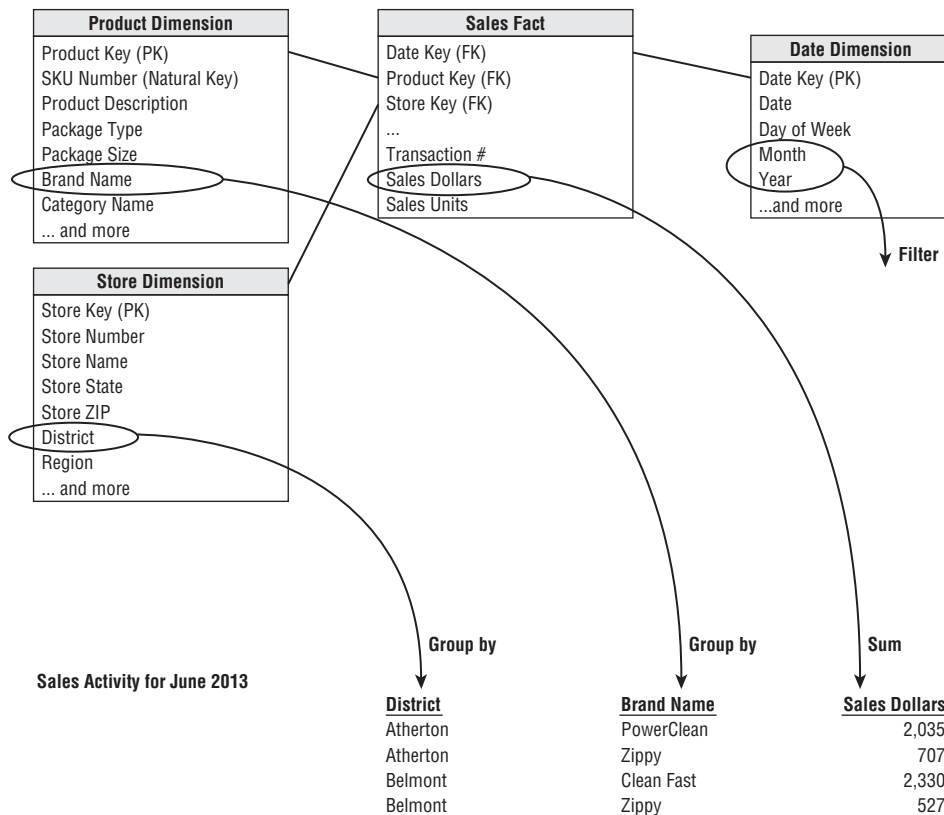 Product Dimension
Product Key (PK)
SKU Number (Natural Key)
Product Description
Package Type
Package Size
Brand Name
Category Name
... and more
Sales Fact
Date Key (FK)
Product Key (FK)
Store Key (FK)
...
Transaction #
Sales Dollars
Sales Units
Date Dimension
Date Key (PK)
Date
Day of Week
Month
Year
...and more
Filter
Store Dimension
Store Key (PK)
Store Number
Store Name
Store State
Store ZIP
District
Region
... and more
Group by
Group by
Sum
Sales Activity for June 2013
District Brand Name Sales Dollars
Atherton PowerClean 2,035
Atherton Zippy 707
Belmont Clean Fast 2,330
Belmont Zippy 527